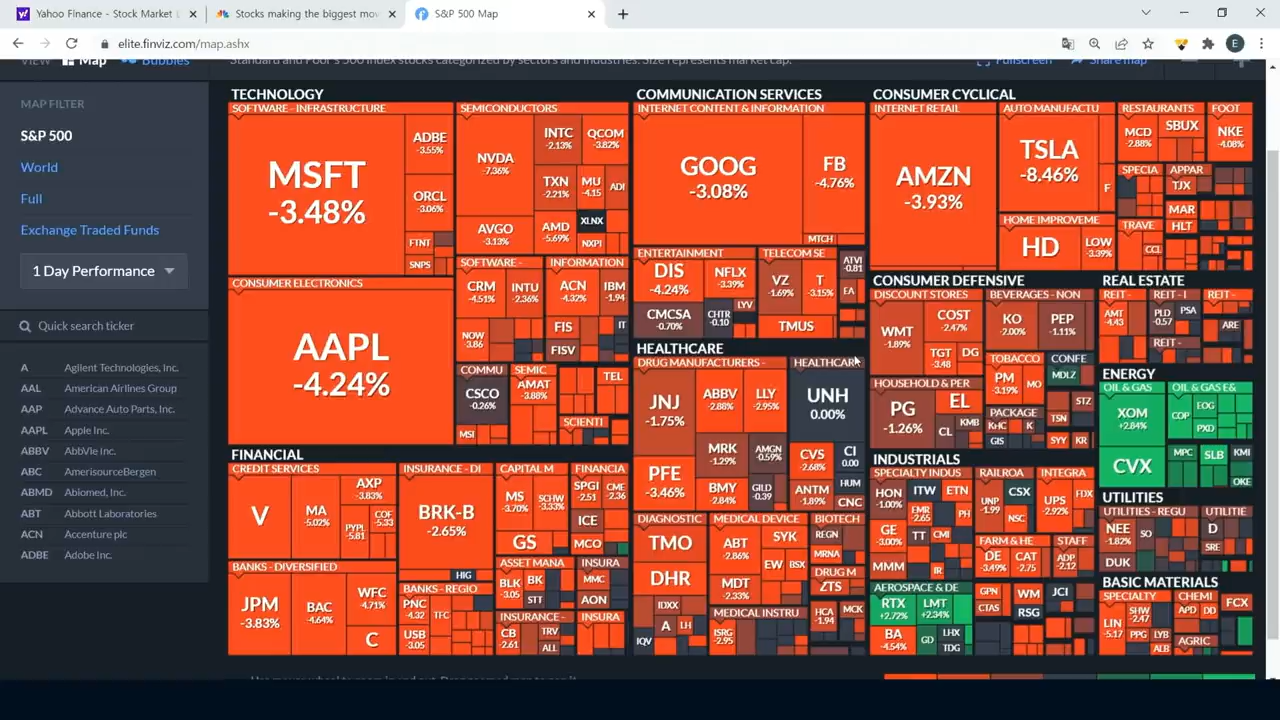 Yahoo Finance - Stock Market L
Stocks making the biggest mov
S&P 500 Map
elite.finviz.com/map.ashx
E
VIEW Map Bubbles
Standard and Poor's 500 index stocks categorized by sectors and industries. Size represents market cap.
Fullscreen Share map
MAP FILTER
S&P 500
World
Full
Exchange Traded Funds
1 Day Performance
Quick search ticker
A Agilent Technologies, Inc.
AAL American Airlines Group
AAP Advance Auto Parts, Inc.
AAPL Apple Inc.
ABBV AbbVie Inc.
ABC AmerisourceBergen
ABMD Abiomed, Inc.
ABT Abbott Laboratories
ACN Accenture plc
ADBE Adobe Inc.
TECHNOLOGY
SOFTWARE - INFRASTRUCTURE
MSFT
-3.48%
ADBE
-3.55%
ORCL
-3.06%
FTNT
SNPS
SEMICONDUCTORS
NVDA
-7.36%
AVGO
-3.13%
INTC
-2.13%
QCOM
-3.82%
TXN
-2.21%
MU
-4.15
ADI
AMD
-5.69%
XLNX
NXPI
CONSUMER ELECTRONICS
AAPL
-4.24%
SOFTWARE -
CRM
-4.51%
INTU
-2.36%
NOW
-3.86
INFORMATION
ACN
-4.32%
IBM
-1.94
FIS
IT
FISV
COMMU
CSCO
-0.26%
MSI
SEMIC
AMAT
-3.88%
TEL
SCIENTI
COMMUNICATION SERVICES
INTERNET CONTENT & INFORMATION
GOOG
-3.08%
FB
-4.76%
MTCH
ENTERTAINMENT
DIS
-4.24%
NFLX
-3.39%
CMCSA
-0.70%
CHTR
-0.10
LYV
TELECOM SE
VZ
-1.69%
T
-3.15%
TMUS
ATVI
-0.81
EA
CONSUMER CYCLICAL
INTERNET RETAIL
AMZN
-3.93%
AUTO MANUFACTU
TSLA
-8.46%
F
RESTAURANTS
MCD
-2.88%
SBUX
FOOT
NKE
-4.08%
SPECIA
APPAR
TJX
MAR
HOME IMPROVEME
HD
LOW
-3.39%
TRAVE
CCL
HLT
CONSUMER DEFENSIVE
DISCOUNT STORES
WMT
-1.89%
COST
-2.47%
TGT
-3.48
DG
BEVERAGES - NON
KO
-2.00%
PEP
-1.11%
TOBACCO
PM
-3.19%
MO
CONFE
MDLZ
HOUSEHOLD & PER
PG
-1.26%
EL
CL
KMB
PACKAGE
KHC
K
GIS
STZ
TSN
SYY
KR
REAL ESTATE
REIT -
AMT
-4.43
REIT - I
PLD
-0.57
PSA
REIT -
ARE
REIT -
HEALTHCARE
DRUG MANUFACTURERS -
JNJ
-1.75%
ABBV
-2.88%
LLY
-2.95%
MRK
-1.29%
AMGN
-0.59%
PFE
-3.46%
BMY
-2.84%
GILD
-0.39
HEALTHCARE
UNH
0.00%
CVS
-2.68%
CI
0.00
ANTM
-1.89%
HUM
CNC
DIAGNOSTIC
TMO
DHR
IDXX
A
LH
IQV
MEDICAL DEVICE
ABT
-2.86%
SYK
EW
BSX
MDT
-2.33%
MEDICAL INSTRU
ISRG
-2.95
BIOTECH
REGN
MRNA
DRUG M
ZTS
HCA
-1.94
MCK
ENERGY
OIL & GAS
XOM
+2.84%
CVX
OIL & GAS E&
COP
EOG
PXD
MPC
SLB
KMI
OKE
FINANCIAL
CREDIT SERVICES
V
MA
-5.02%
AXP
-3.83%
PYPL
-5.81
COF
-5.33
INSURANCE - DI
BRK-B
-2.65%
HIG
CAPITAL M
MS
-3.70%
SCHW
-3.33%
GS
FINANCIA
SPGI
-2.51
CME
-2.36
ICE
MCO
BANKS - DIVERSIFIED
JPM
-3.83%
BAC
-4.64%
WFC
-4.71%
C
BANKS - REGIO
PNC
-4.32
TFC
USB
-3.05
ASSET MANA
BLK
-3.05
BK
STT
INSURA
MMC
AON
INSURANCE -
CB
-2.61
TRV
ALL
INSURA
INDUSTRIALS
SPECIALTY INDUS
HON
-1.00%
ITW
ETN
EMR
-2.65
PH
GE
-3.00%
TT
CMI
MMM
IR
RAILROA
UNP
-1.99
CSX
NSC
INTEGRA
UPS
-2.92%
FDX
FARM & HE
DE
-3.49%
CAT
-2.75
STAFF
ADP
-2.12
AEROSPACE & DE
RTX
+2.72%
LMT
+2.34%
BA
-4.54%
GD
LHX
TDG
GPN
CTAS
WM
RSG
JCI
UTILITIES
UTILITIES - REGU
NEE
-1.82%
SO
DUK
UTILITIE
D
SRE
BASIC MATERIALS
SPECIALTY
LIN
-5.17
SHW
-2.47
PPG
LYB
ALB
CHEMI
APD
DD
FCX
AGRIC